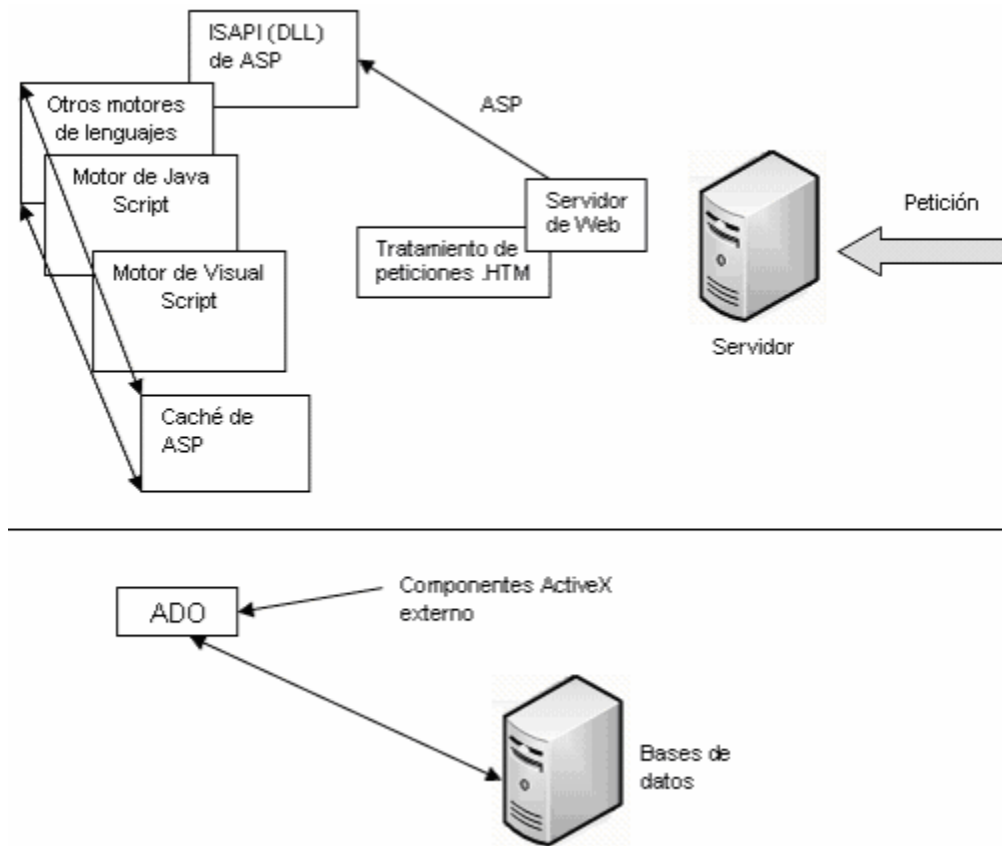 ISAPI (DLL)
de ASP
ASP
Otros motores
de lenguajes
Motor de Java
Script
Motor de Visual
Script
Caché de
ASP
Servidor
de Web
Tratamiento de
peticiones .HTM
Petición
Servidor
ADO
Componentes ActiveX
externo
Bases de
datos